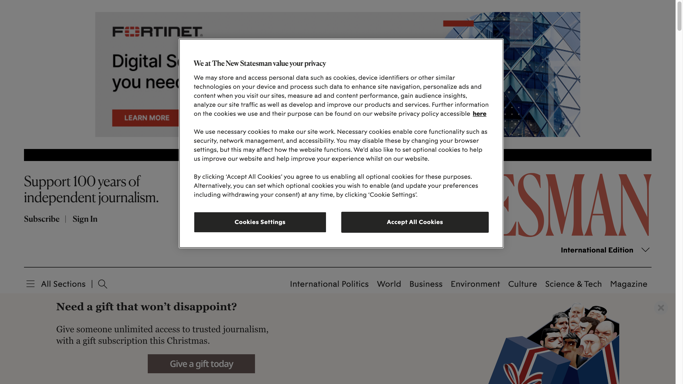 FORTINET
Digital S
you need
LEARN MORE
We at The New Statesman value your privacy
We may store and access personal data such as cookies, device identifiers or other similar
technologies on your device and process such data to enhance site navigation, personalize ads and
content when you visit our sites, measure ad and content performance, gain audience insights,
analyze our site traffic as well as develop and improve our products and services. Further information
on the cookies we use and their purpose can be found on our website privacy policy accessible here
We use necessary cookies to make our site work. Necessary cookies enable core functionality such as
security, network management, and accessibility. You may disable these by changing your browser
settings, but this may affect how the website functions. We'd also like to set optional cookies to help
us improve our website and help improve your experience whilst on our website.
By clicking ‘Accept All Cookies’ you agree to us enabling all optional cookies for these purposes.
Alternatively, you can set which optional cookies you wish to enable (and update your preferences
including withdrawing your consent) at any time, by clicking ‘Cookie Settings’.
Cookies Settings
Accept All Cookies
Support 100 years of
independent journalism.
Subscribe | Sign In
ESMAN
International Edition
All Sections |
International Politics World Business Environment Culture Science & Tech Magazine
Need a gift that won't disappoint?
Give someone unlimited access to trusted journalism,
with a gift subscription this Christmas.
Give a gift today